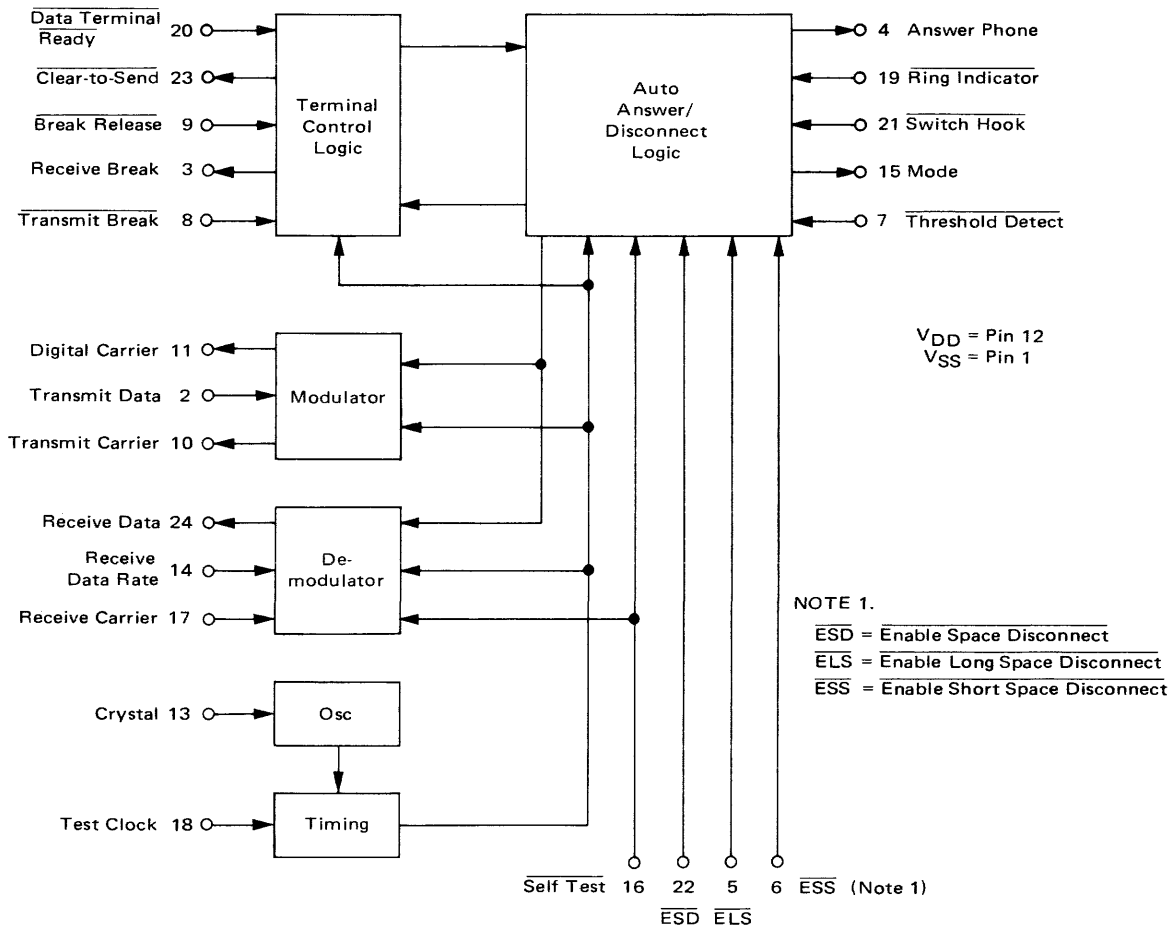 Data Terminal
Ready 20
Clear-to-Send 23
Break Release 9
Receive Break 3
Transmit Break 8
Terminal
Control
Logic
Auto
Answer/
Disconnect
Logic
4 Answer Phone
19 Ring Indicator
21 Switch Hook
15 Mode
7 Threshold Detect
VDD = Pin 12
VSS = Pin 1
Digital Carrier 11
Transmit Data 2
Transmit Carrier 10
Modulator
Receive Data 24
Receive
Data Rate 14
Receive Carrier 17
De-
modulator
NOTE 1.
ESD = Enable Space Disconnect
ELS = Enable Long Space Disconnect
ESS = Enable Short Space Disconnect
Crystal 13
Osc
Test Clock 18
Timing
Self Test 16 22 5 6 ESS (Note 1)
ESD ELS